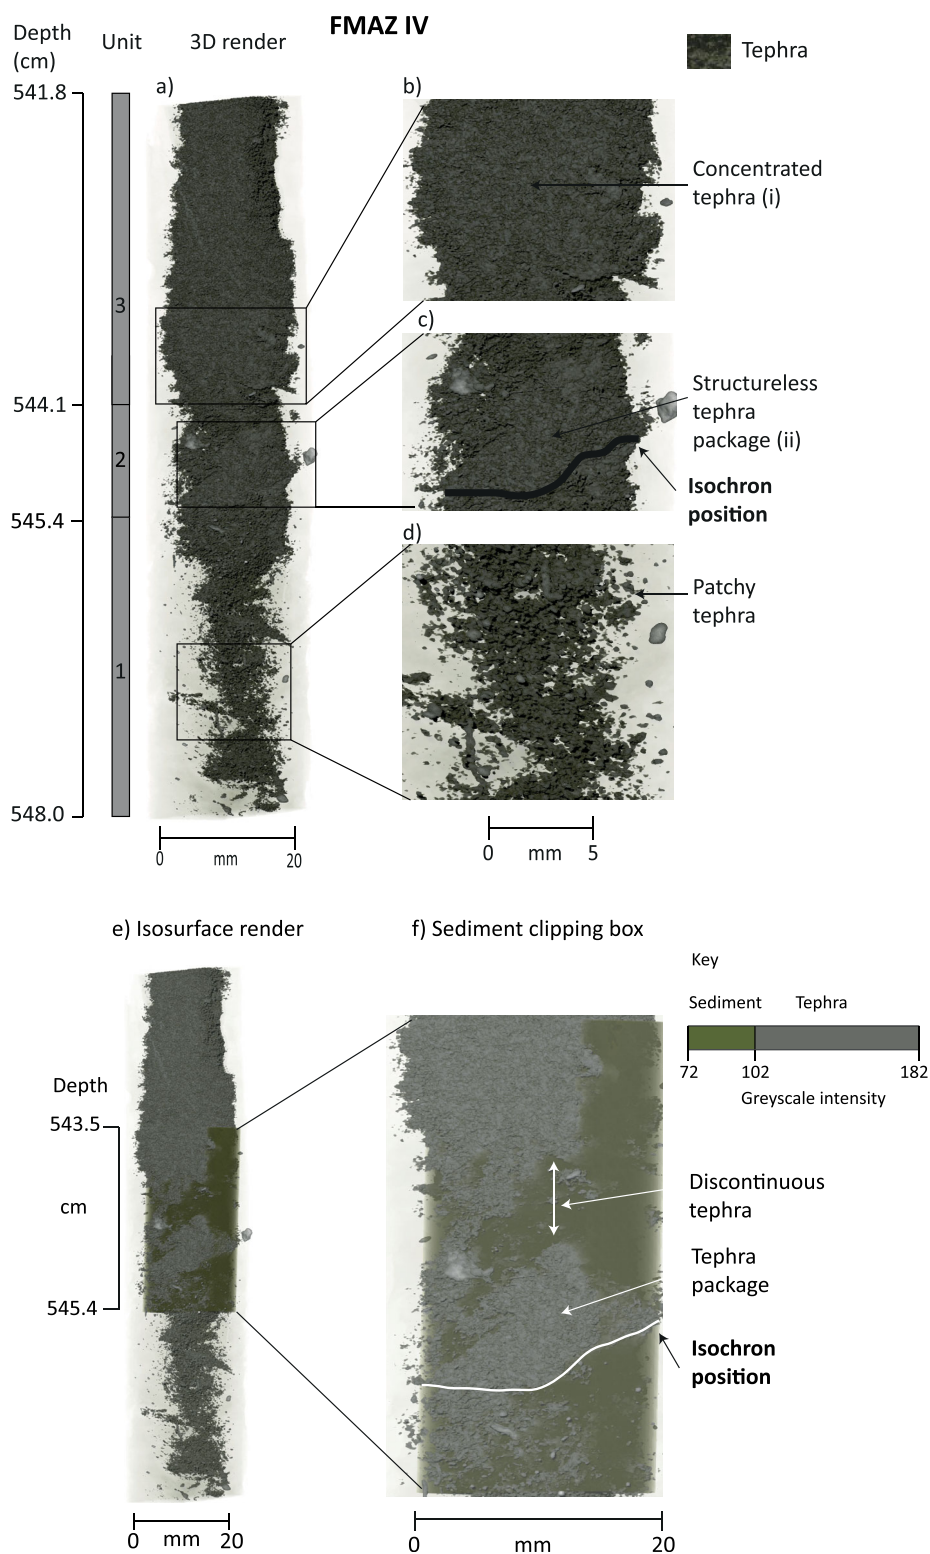 FMAZ IV
Depth
(cm)
Unit
3D render
Tephra
541.8
a)
b)
Concentrated
tephra (i)
3
c)
544.1
Structureless
tephra
package (ii)
2
Isochron
position
545.4
d)
Patchy
tephra
1
548.0
0 mm 20
0 mm 5
e) Isosurface render
f) Sediment clipping box
Key
Sediment Tephra
72 102 182
Greyscale intensity
Depth
543.5
cm
545.4
Discontinuous
tephra
Tephra
package
Isochron
position
0 mm 20
0 mm 20